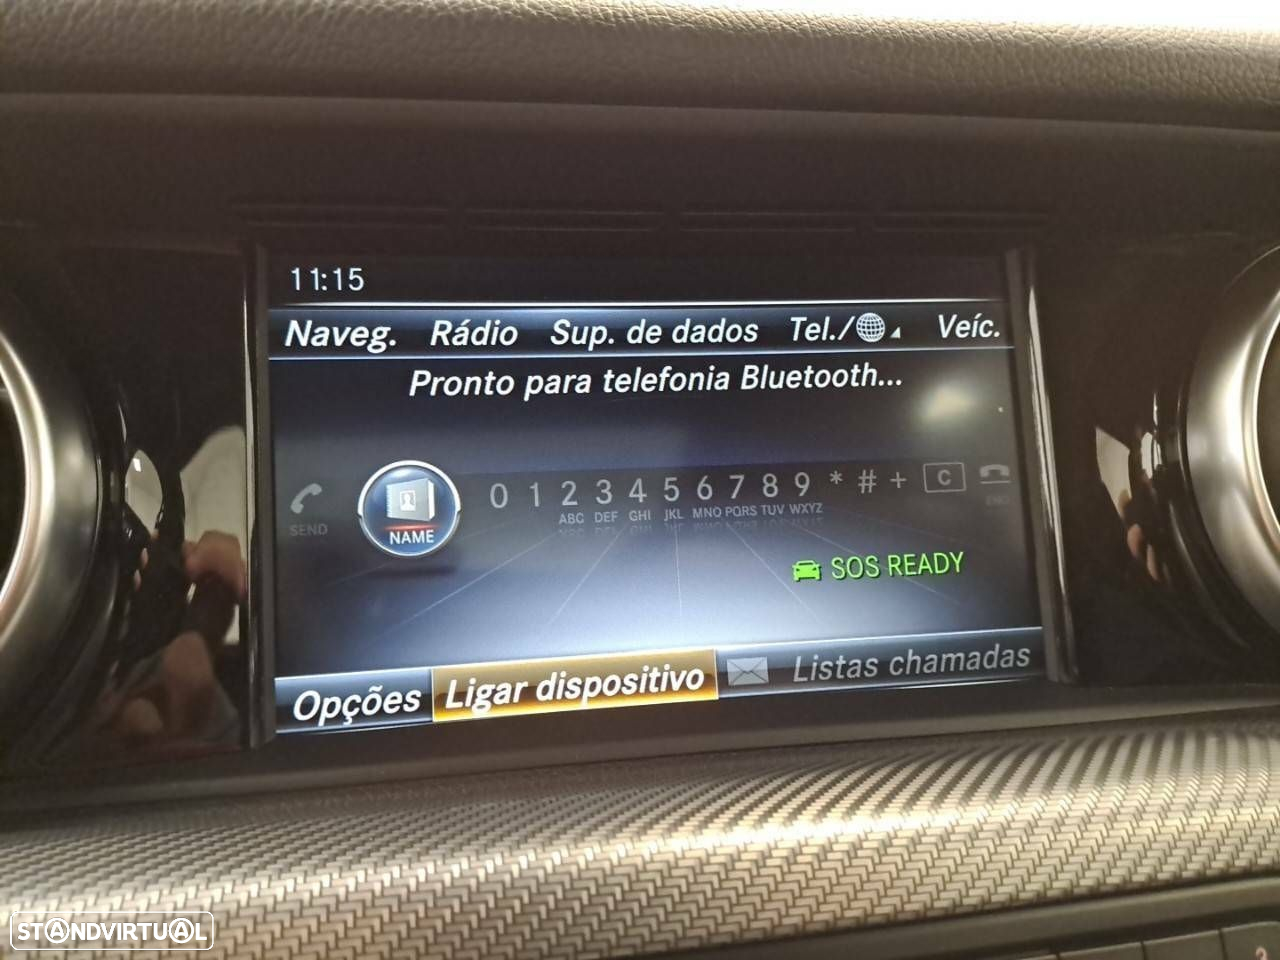 11:15
Naveg. Rádio Sup. de dados Tel./ Veíc.
Pronto para telefonia Bluetooth...
SEND NAME 0 1 2 3 4 5 6 7 8 9 * # + C
ABC DEF GHI JKL MNO PQRS TUV WXYZ
SOS READY
Opções Ligar dispositivo Listas chamadas
STANDVIRTUAL
3